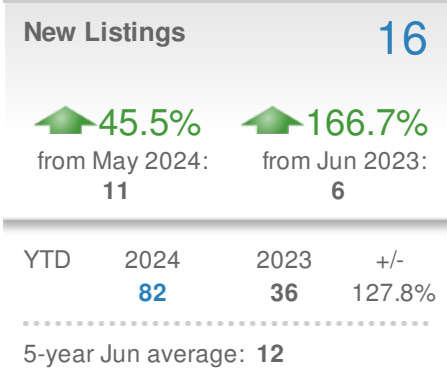 New Listings 16
45.5% 166.7%
from May 2024: from Jun 2023:
11 6
YTD 2024 2023 +/-
82 36 127.8%
5-year Jun average: 12